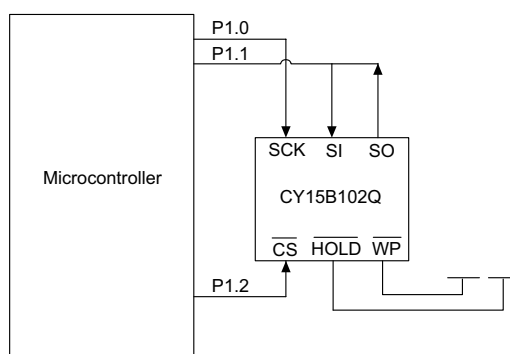 P1.0
P1.1
SCK SI SO
Microcontroller
CY15B102Q
CS HOLD WP
P1.2